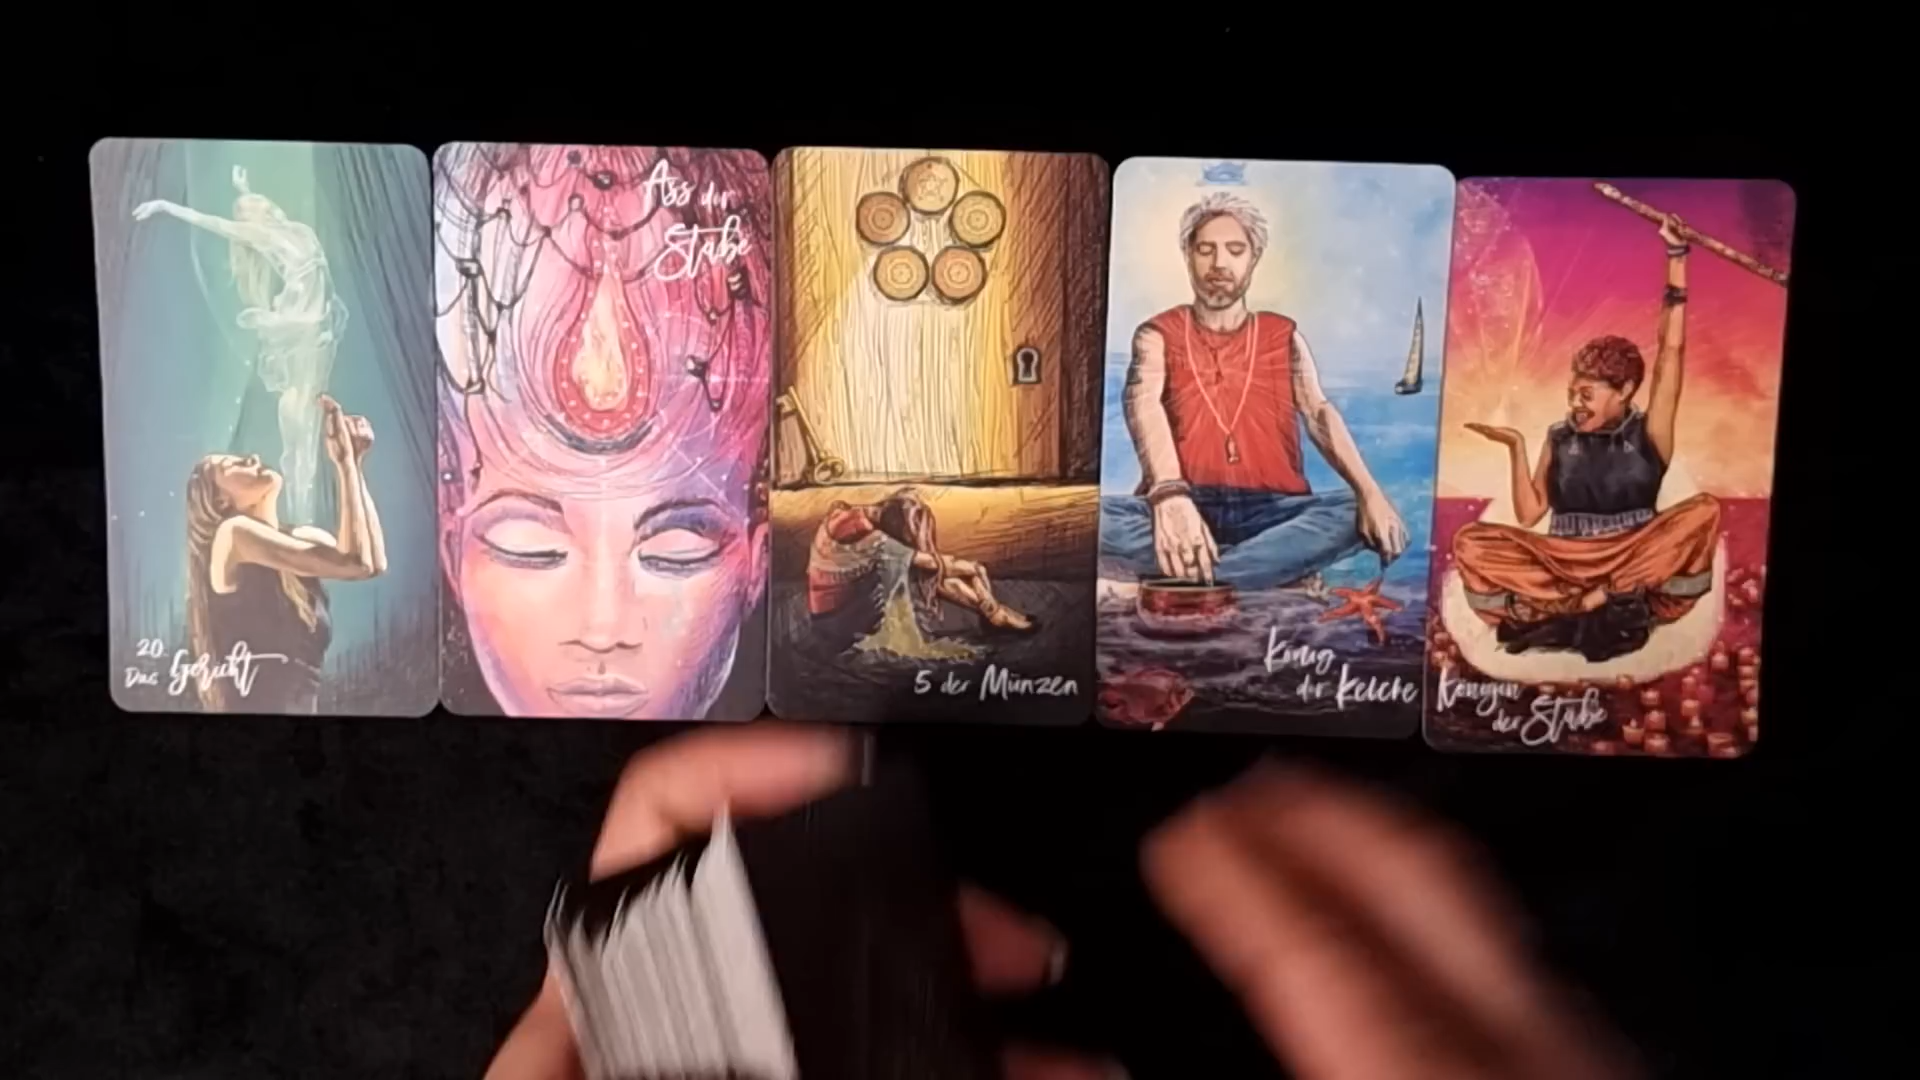 20.
Das Gericht
Ass der
Stäbe
5 der Münzen
König
der Kelche
Königin
der Stäbe